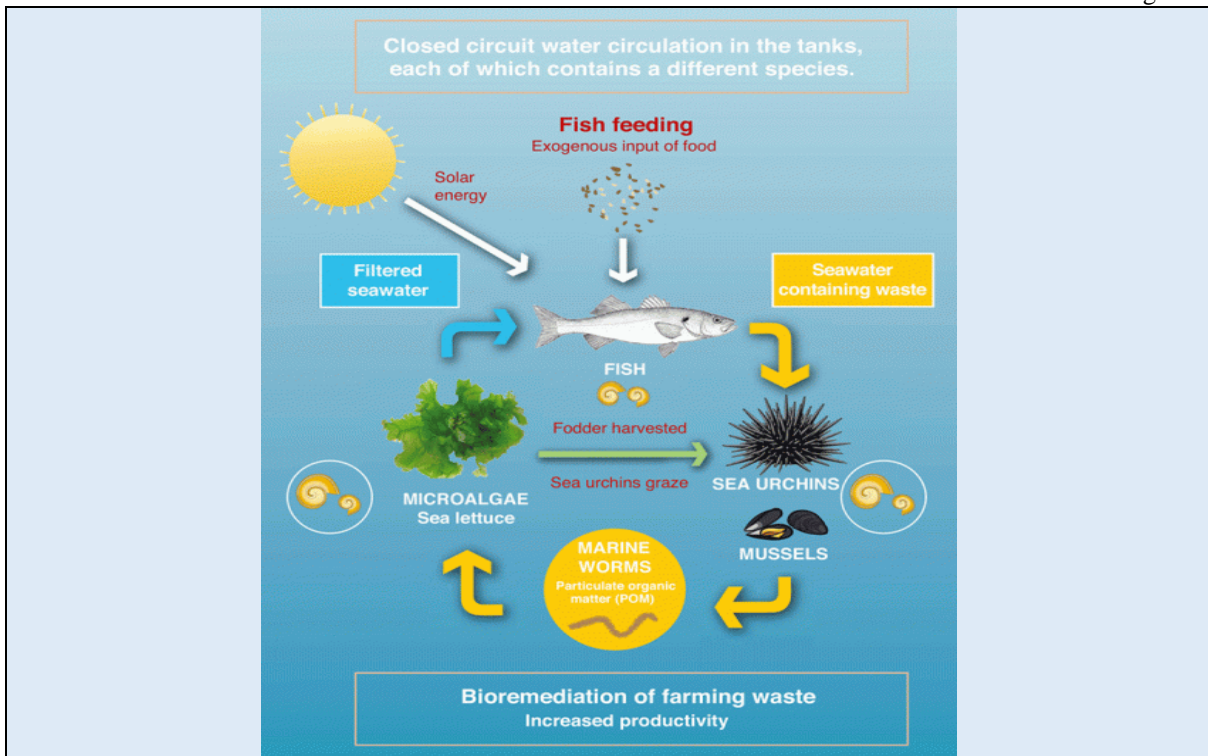 Closed circuit water circulation in the tanks,
each of which contains a different species.
Fish feeding
Exogenous input of food
Solar
energy
Filtered
seawater
Seawater
containing waste
FISH
Fodder harvested
Sea urchins graze
MICROALGAE
Sea lettuce
SEA URCHINS
MUSSELS
MARINE
WORMS
Particulate organic
matter (POM)
Bioremediation of farming waste
Increased productivity